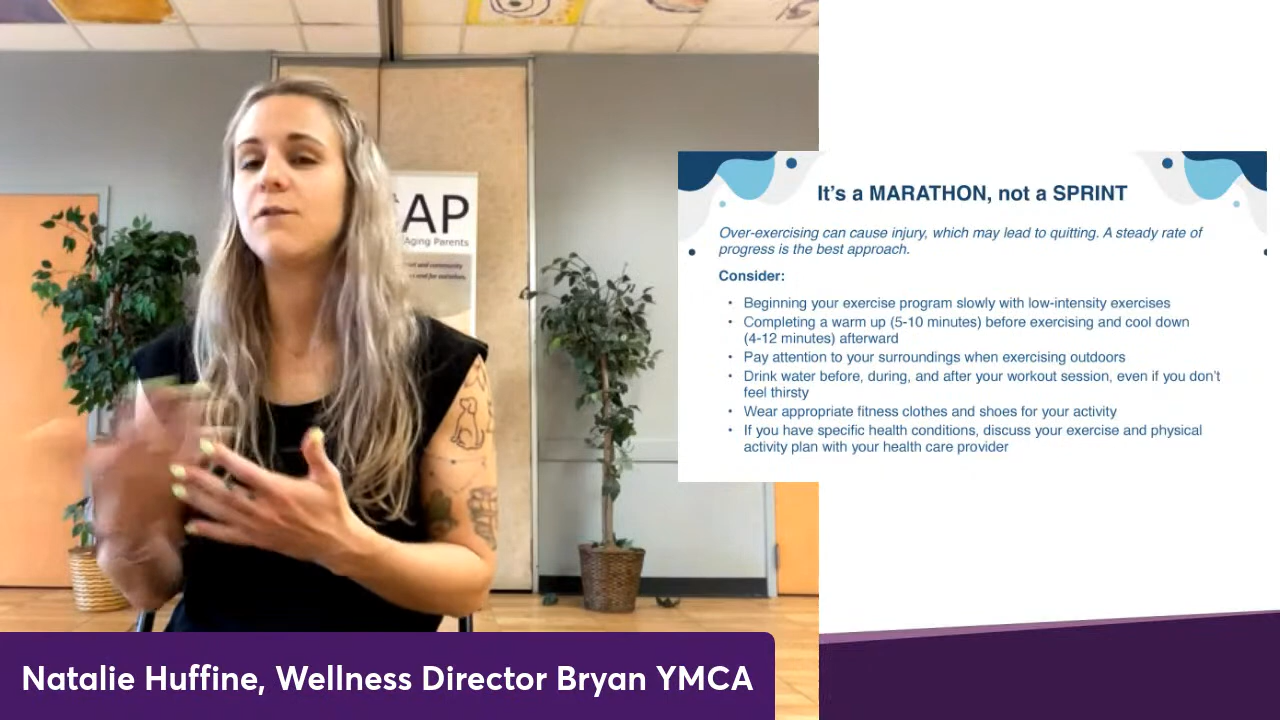 AP
Aging Parents
It's a MARATHON, not a SPRINT
Over-exercising can cause injury, which may lead to quitting. A steady rate of
progress is the best approach.
Consider:
• Beginning your exercise program slowly with low-intensity exercises
• Completing a warm up (5-10 minutes) before exercising and cool down
(4-12 minutes) afterward
• Pay attention to your surroundings when exercising outdoors
• Drink water before, during, and after your workout session, even if you don't
feel thirsty
• Wear appropriate fitness clothes and shoes for your activity
• If you have specific health conditions, discuss your exercise and physical
activity plan with your health care provider
Natalie Huffine, Wellness Director Bryan YMCA